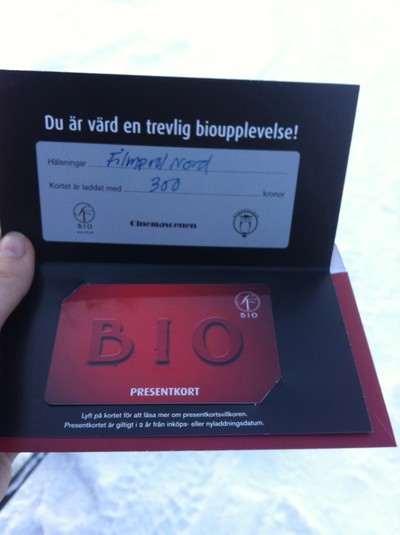 Du är värd en trevlig bioupplevelse!
Hälsningar Filmpool Nord
Kortet är laddat med 300 kronor
BIO
Cinemascenen
BIO
BIO
PRESENTKORT
Lyft på kortet för att läsa mer om presentkortsvillkoren.
Presentkortet är giltigt i 2 år från inköps- eller nyladdningsdatum.